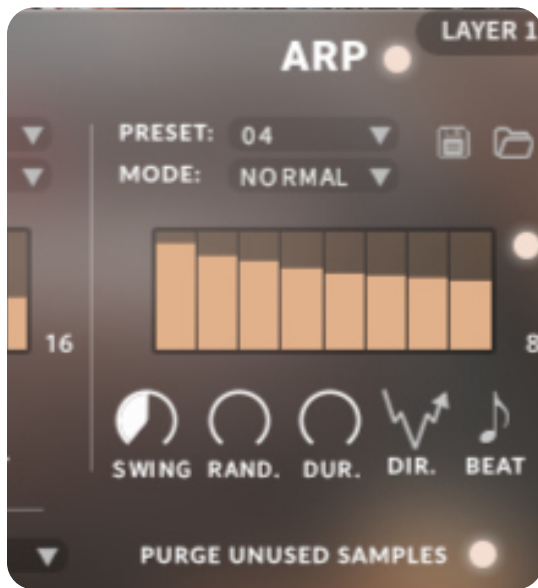 LAYER 1
ARP
PRESET: 04
MODE: NORMAL
16
8
SWING RAND. DUR. DIR. BEAT
PURGE UNUSED SAMPLES